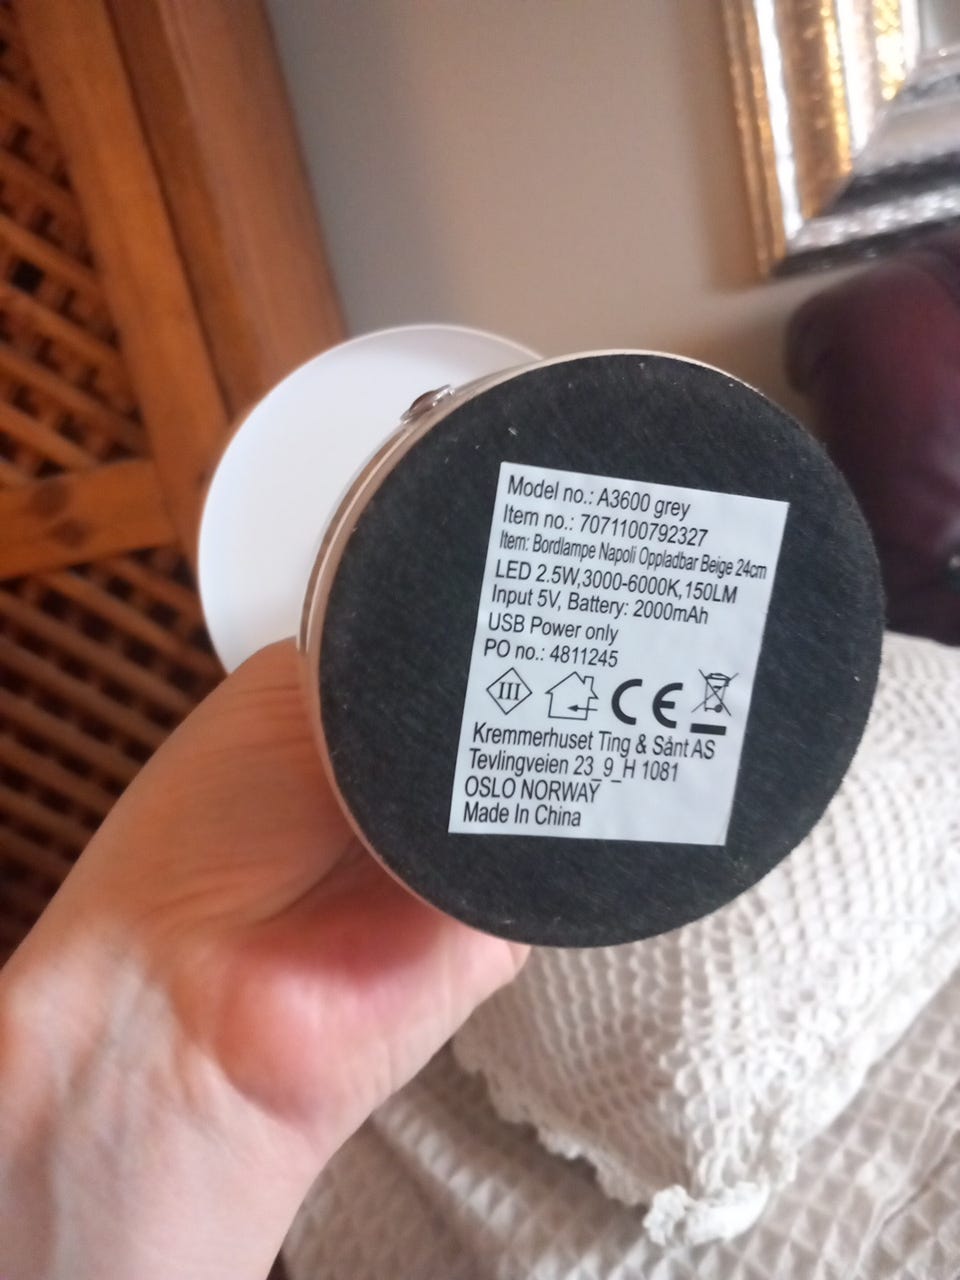 Model no.: A3600 grey
Item no.: 7071100792327
Item: Bordlampe Napoli Oppladbar Beige 24cm
LED 2.5W,3000-6000K,150LM
Input 5V, Battery: 2000mAh
USB Power only
PO no.: 4811245
III CE
Kremmerhuset Ting & Sånt AS
Tevlingveien 23_9_H 1081
OSLO NORWAY
Made In China